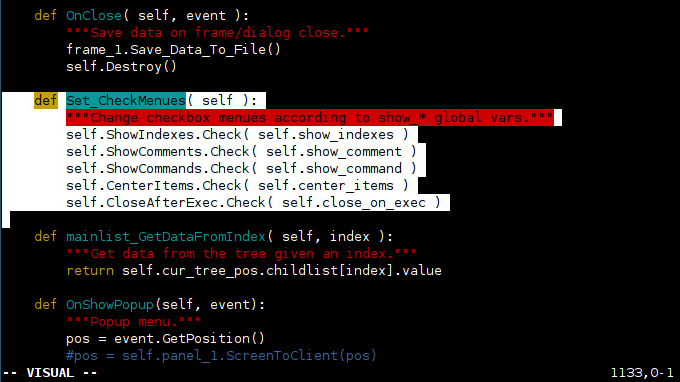 def OnClose( self, event ):
"""Save data on frame/dialog close."""
frame_1.Save_Data_To_File()
self.Destroy()
def Set_CheckMenues( self ):
"""Change checkbox menues according to show_* global vars."""
self.ShowIndexes.Check( self.show_indexes )
self.ShowComments.Check( self.show_comment )
self.ShowCommands.Check( self.show_command )
self.CenterItems.Check( self.center_items )
self.CloseAfterExec.Check( self.close_on_exec )
def mainlist_GetDataFromIndex( self, index ):
"""Get data from the tree given an index."""
return self.cur_tree_pos.childlist[index].value
def OnShowPopup(self, event):
"""Popup menu."""
pos = event.GetPosition()
#pos = self.panel_1.ScreenToClient(pos)
-- VISUAL -- 1133,0-1